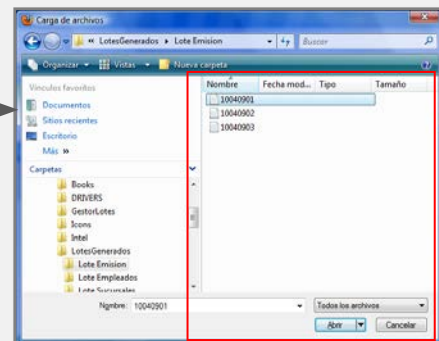 Carga de archivos
« LotesGenerados ▸ Lote Emision
Buscar
Organizar Vistas Nueva carpeta
Vínculos favoritos
Documentos
Sitios recientes
Escritorio
Más »
Carpetas
Books
DRIVERS
GestorLotes
Icons
Intel
LotesGenerados
Lote Emision
Lote Empleados
Lote Sucursales
Nombre Fecha mod... Tipo Tamaño
10040901
10040902
10040903
Nombre: 10040901
Todos los archivos
Abrir Cancelar